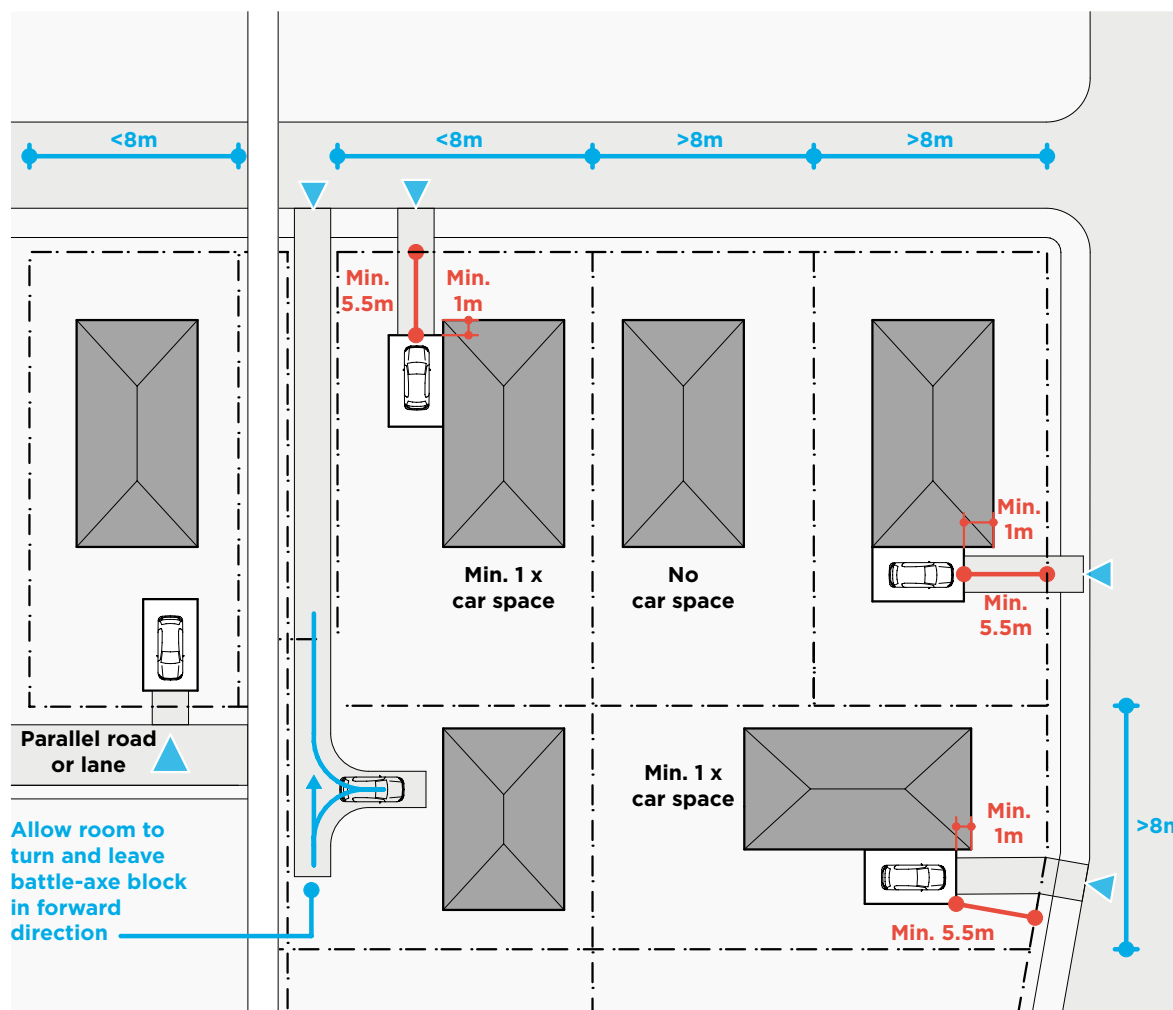 <8m
<8m
>8m
>8m
Min.
5.5m
Min.
1m
Min. 1 x
car space
No
car space
Min.
1m
Min.
5.5m
Parallel road
or lane
Min. 1 x
car space
Min.
1m
>8m
Allow room to
turn and leave
battle-axe block
in forward
direction
Min. 5.5m